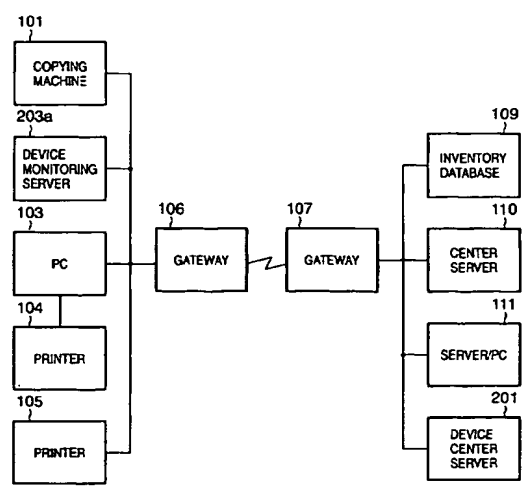 101
COPYING
MACHINE
203a
DEVICE
MONITORING
SERVER
103
PC
104
PRINTER
105
PRINTER
106
GATEWAY
107
GATEWAY
109
INVENTORY
DATABASE
110
CENTER
SERVER
111
SERVER/PC
201
DEVICE
CENTER
SERVER